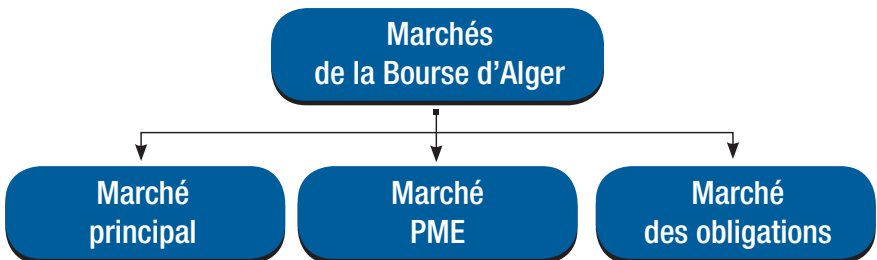 Marchés
de la Bourse d’Alger
Marché
principal
Marché
PME
Marché
des obligations